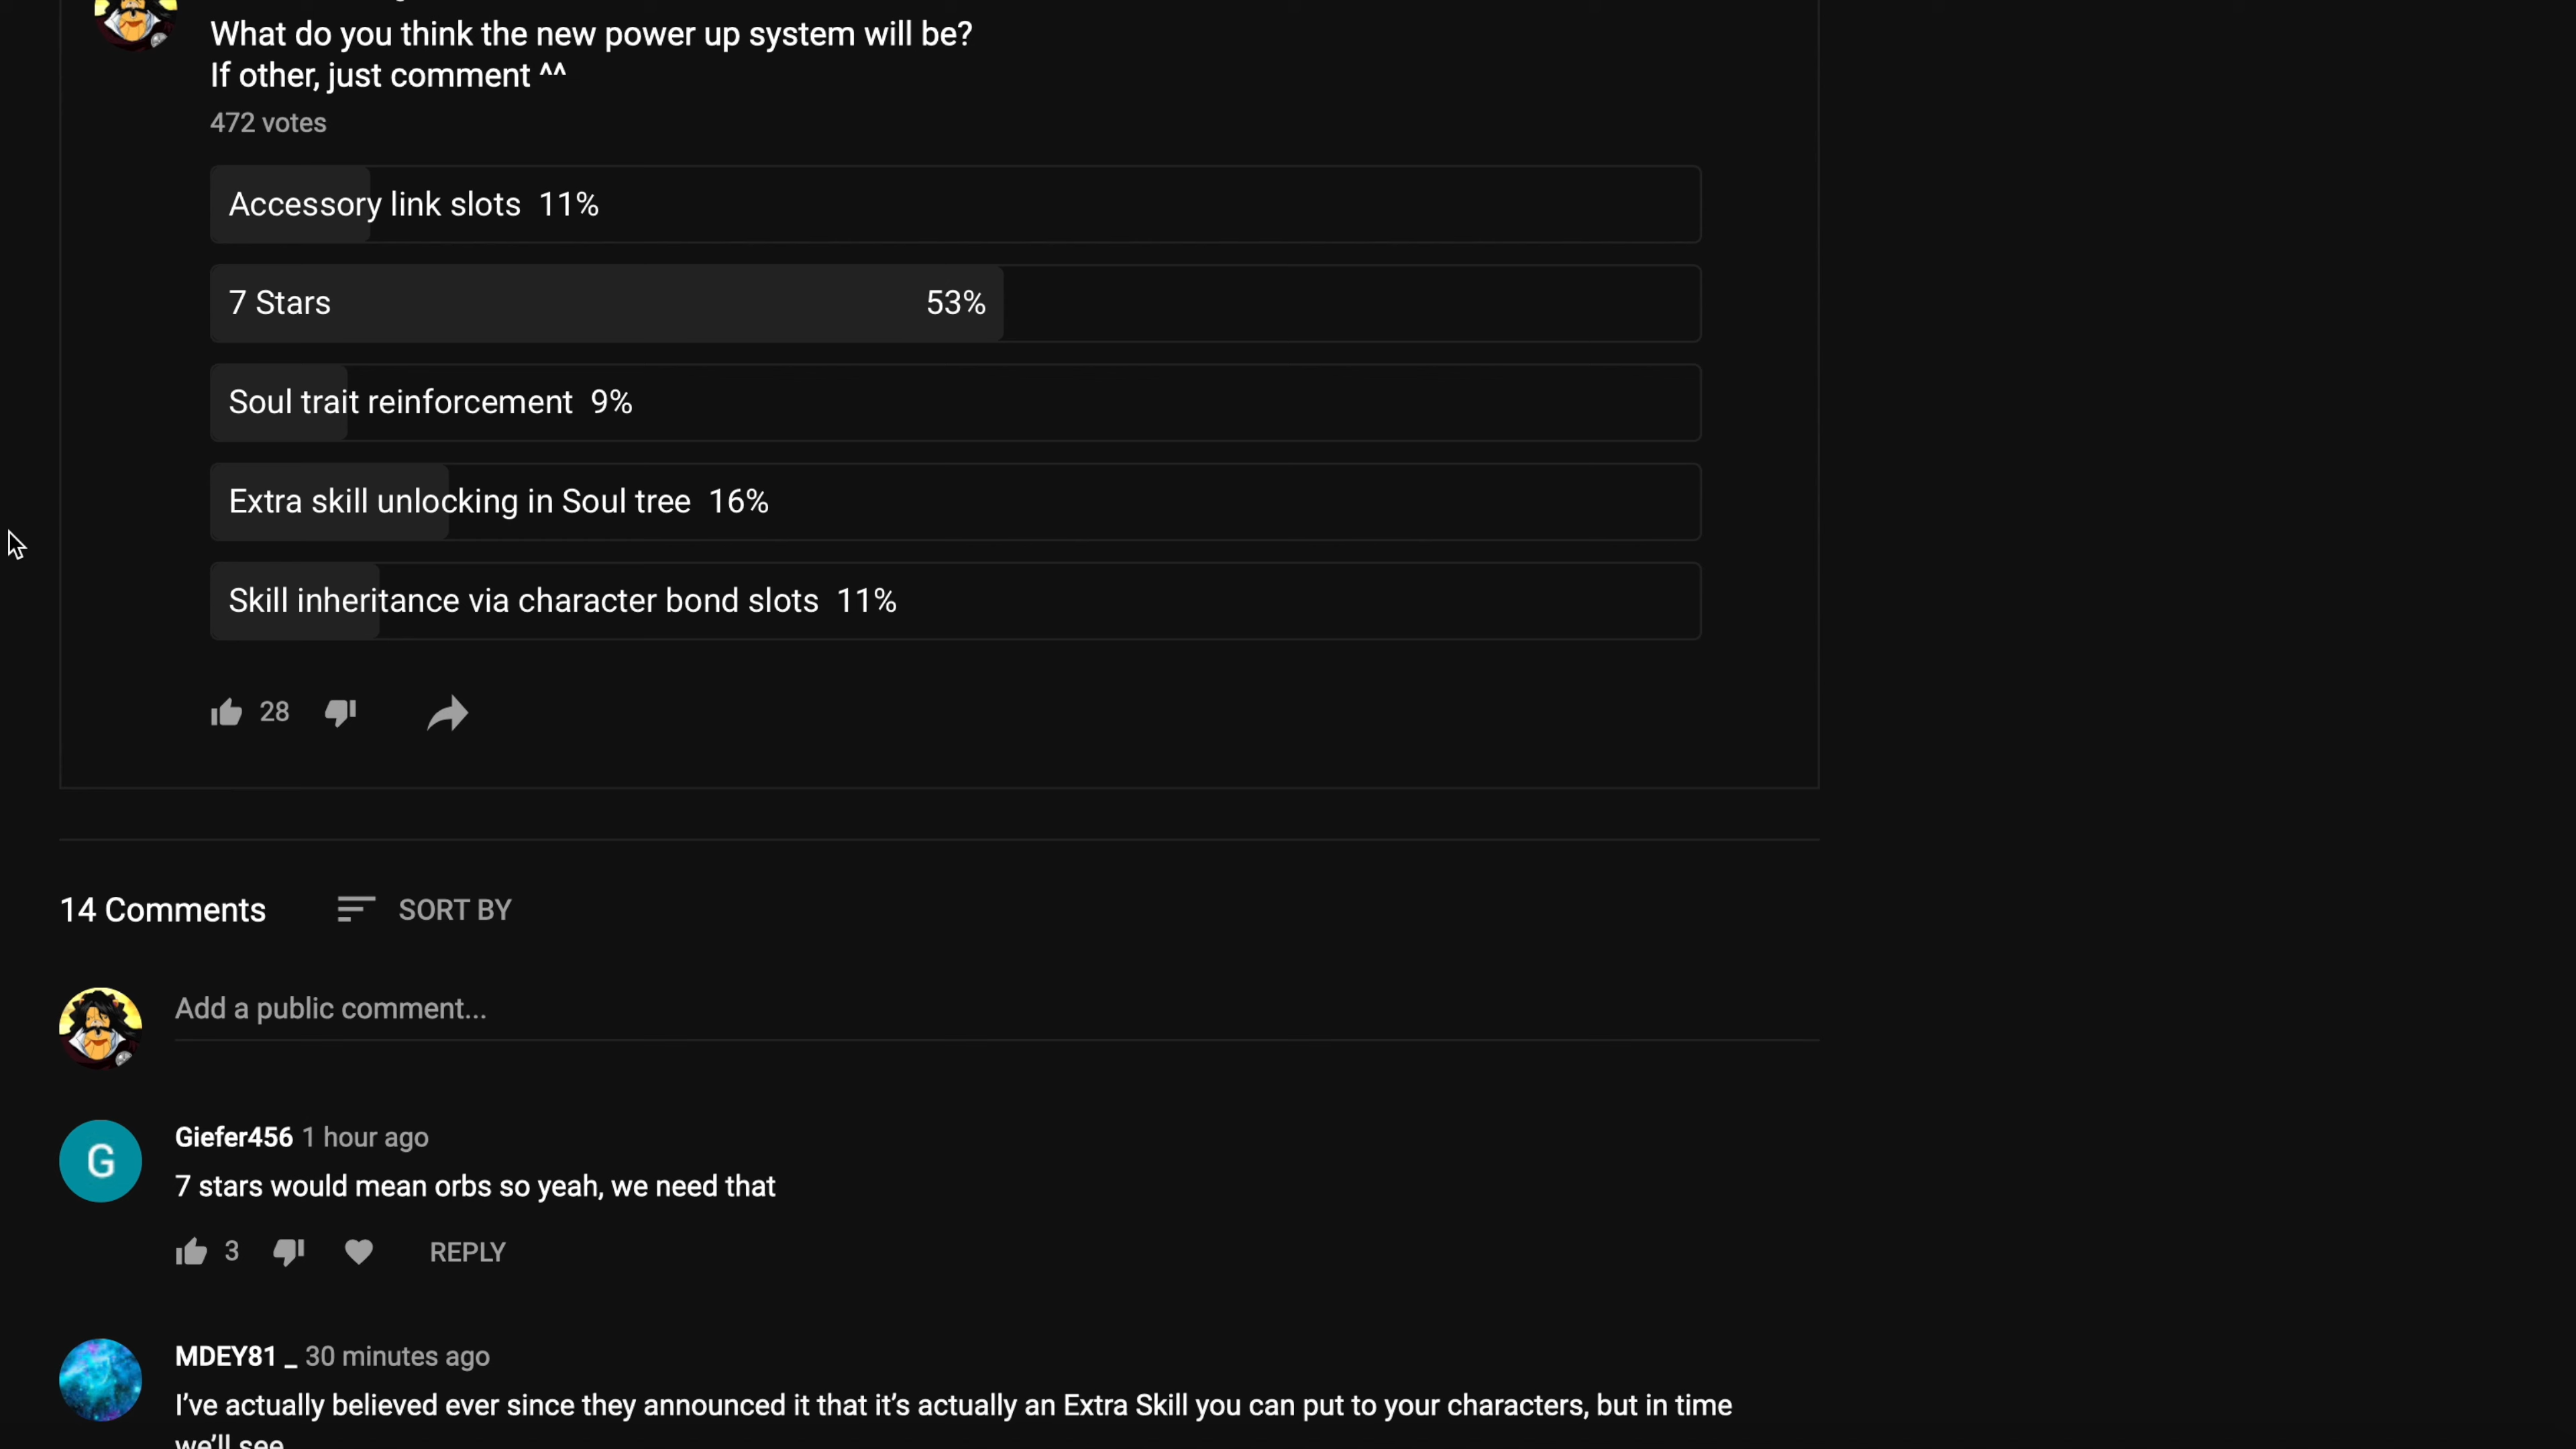 What do you think the new power up system will be?
If other, just comment ^^
472 votes
Accessory link slots 11%
7 Stars 53%
Soul trait reinforcement 9%
Extra skill unlocking in Soul tree 16%
Skill inheritance via character bond slots 11%
28
14 Comments SORT BY
Add a public comment...
G
Giefer456 1 hour ago
7 stars would mean orbs so yeah, we need that
3 REPLY
MDEY81 _ 30 minutes ago
I've actually believed ever since they announced it that it's actually an Extra Skill you can put to your characters, but in time
we'll see